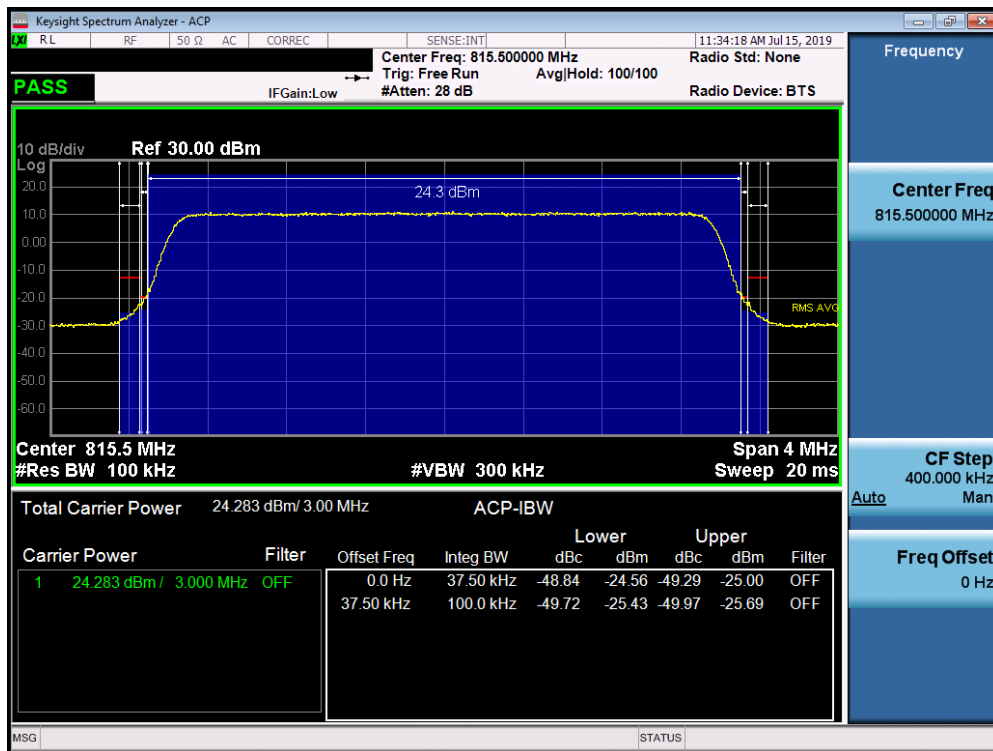 Keysight Spectrum Analyzer - ACP
LXI RL RF 50 Ω AC CORREC SENSE:INT 11:34:18 AM Jul 15, 2019
Center Freq: 815.500000 MHz Radio Std: None
Trig: Free Run Avg|Hold: 100/100
PASS IFGain:Low #Atten: 28 dB Radio Device: BTS
10 dB/div Ref 30.00 dBm
Log
20.0
24.3 dBm
10.0
0.00
-10.0
-20.0
RMS AVG
-30.0
-40.0
-50.0
-60.0
Center 815.5 MHz Span 4 MHz
#Res BW 100 kHz #VBW 300 kHz Sweep 20 ms
Total Carrier Power 24.283 dBm/ 3.00 MHz ACP-IBW
Lower Upper
Carrier Power Filter Offset Freq Integ BW dBc dBm dBc dBm Filter
1 24.283 dBm / 3.000 MHz OFF 0.0 Hz 37.50 kHz -48.84 -24.56 -49.29 -25.00 OFF
37.50 kHz 100.0 kHz -49.72 -25.43 -49.97 -25.69 OFF
MSG STATUS
Frequency
Center Freq
815.500000 MHz
CF Step
400.000 kHz
Auto Man
Freq Offset
0 Hz